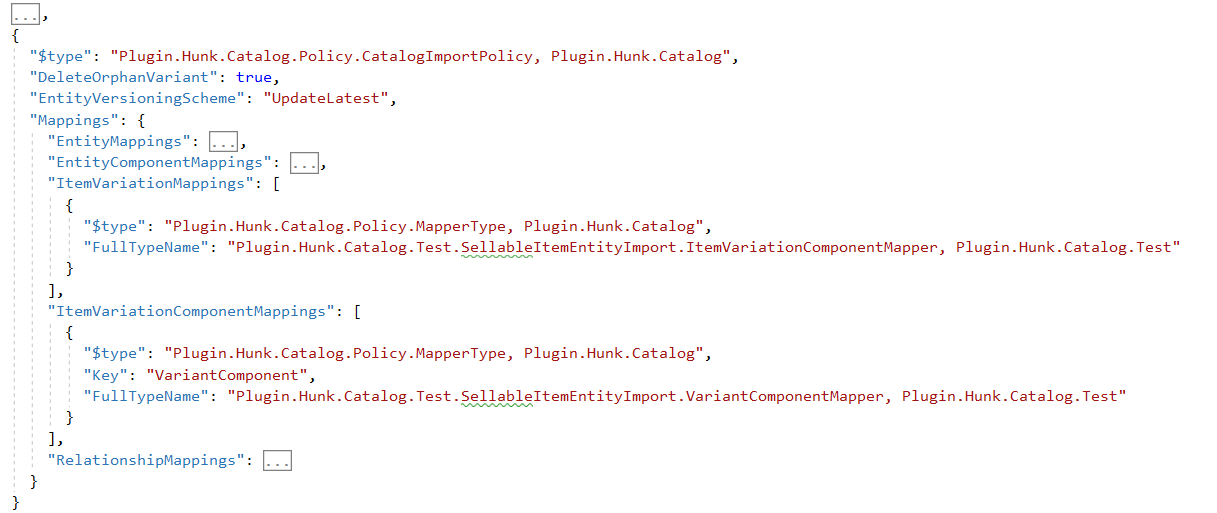 ...,
{
  "$type": "Plugin.Hunk.Catalog.Policy.CatalogImportPolicy, Plugin.Hunk.Catalog",
  "DeleteOrphanVariant": true,
  "EntityVersioningScheme": "UpdateLatest",
  "Mappings": {
    "EntityMappings": ...,
    "EntityComponentMappings": ...,
    "ItemVariationMappings": [
      {
        "$type": "Plugin.Hunk.Catalog.Policy.MapperType, Plugin.Hunk.Catalog",
        "FullTypeName": "Plugin.Hunk.Catalog.Test.SellableItemEntityImport.ItemVariationComponentMapper, Plugin.Hunk.Catalog.Test"
      }
    ],
    "ItemVariationComponentMappings": [
      {
        "$type": "Plugin.Hunk.Catalog.Policy.MapperType, Plugin.Hunk.Catalog",
        "Key": "VariantComponent",
        "FullTypeName": "Plugin.Hunk.Catalog.Test.SellableItemEntityImport.VariantComponentMapper, Plugin.Hunk.Catalog.Test"
      }
    ],
    "RelationshipMappings": ...
  }
}